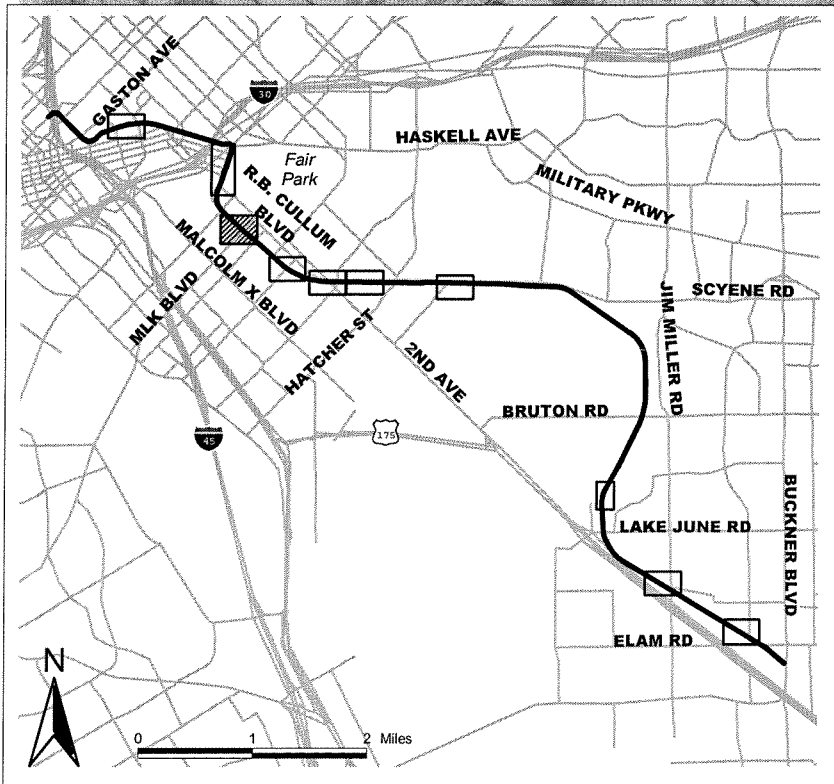 GASTON AVE
30
HASKELL AVE
Fair
Park
MILITARY PKWY
R.B. CULLUM
BLVD
MALCOLM X BLVD
MLK BLVD
JIM MILLER RD
SCYENE RD
HATCHER ST
2ND AVE
BRUTON RD
175
45
BUCKNER BLVD
LAKE JUNE RD
ELAM RD
N
0 1 2 Miles